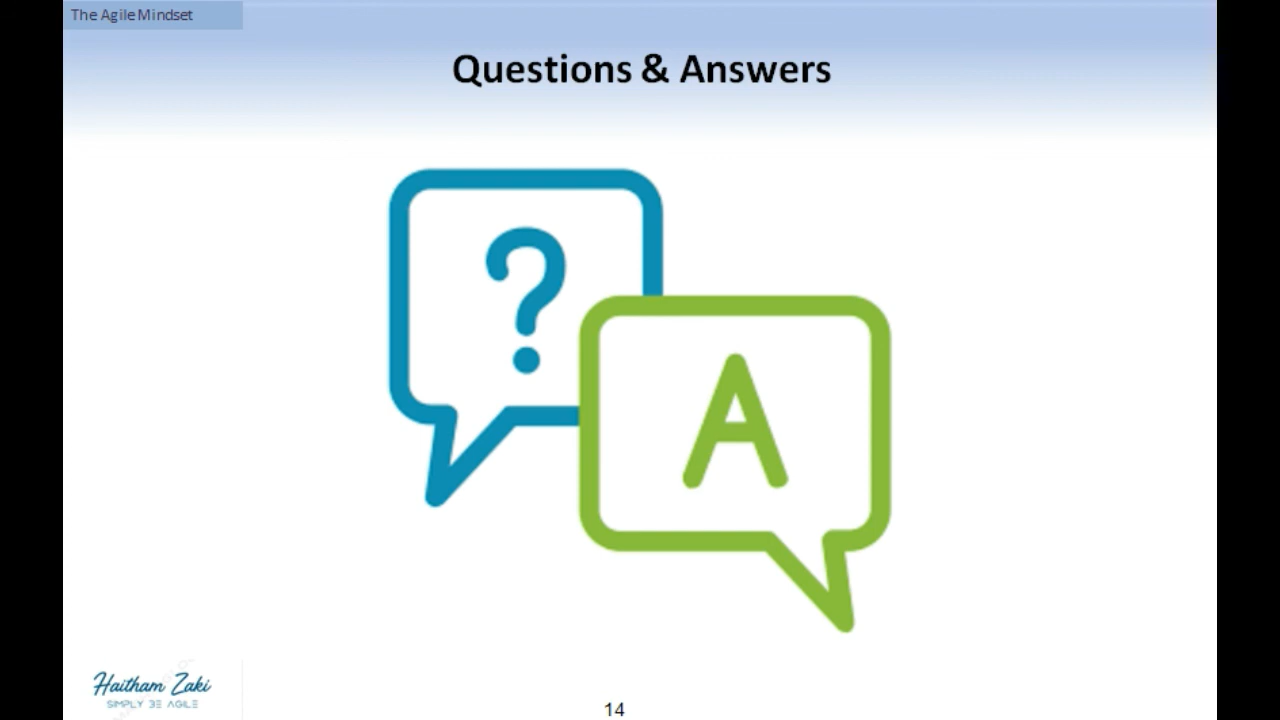 The Agile Mindset
Questions & Answers
?
A
Haitham Zaki
SIMPLY BE AGILE
14